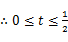 ∴ 0 ≤ t ≤ 1/2